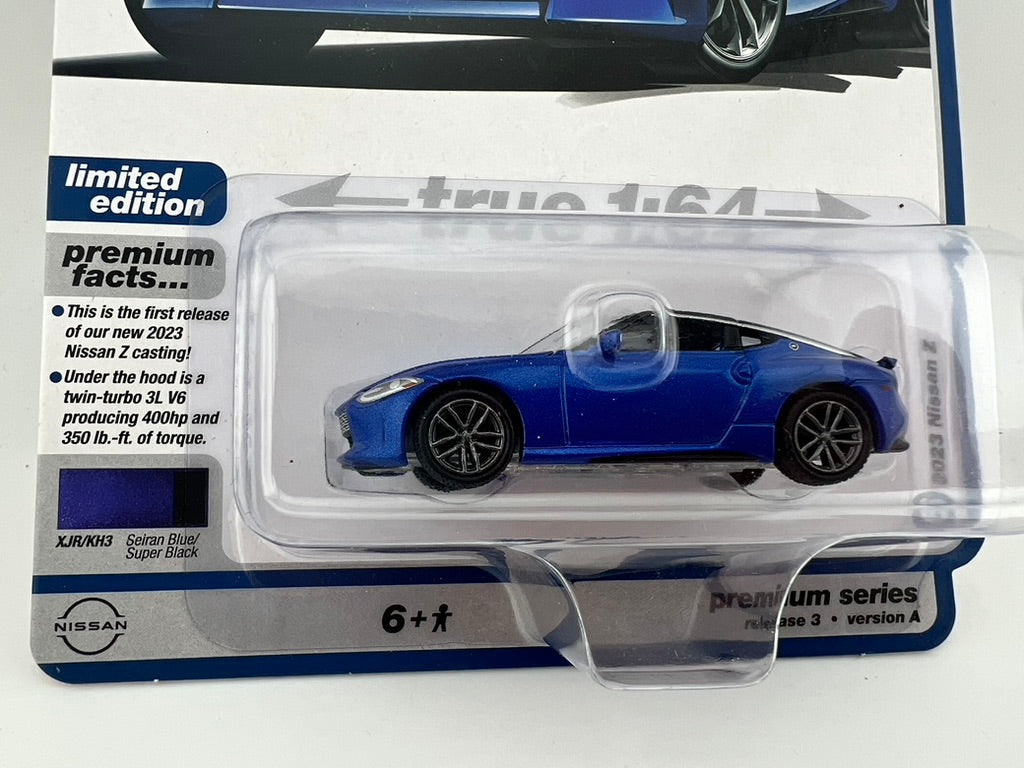 limited
edition
true 1:64
premium
facts...
This is the first release
of our new 2023
Nissan Z casting!
Under the hood is a
twin-turbo 3L V6
producing 400hp and
350 lb.-ft. of torque.
XJR/KH3
Seiran Blue/
Super Black
2023 Nissan Z
NISSAN
6+
premium series
release 3 • version A